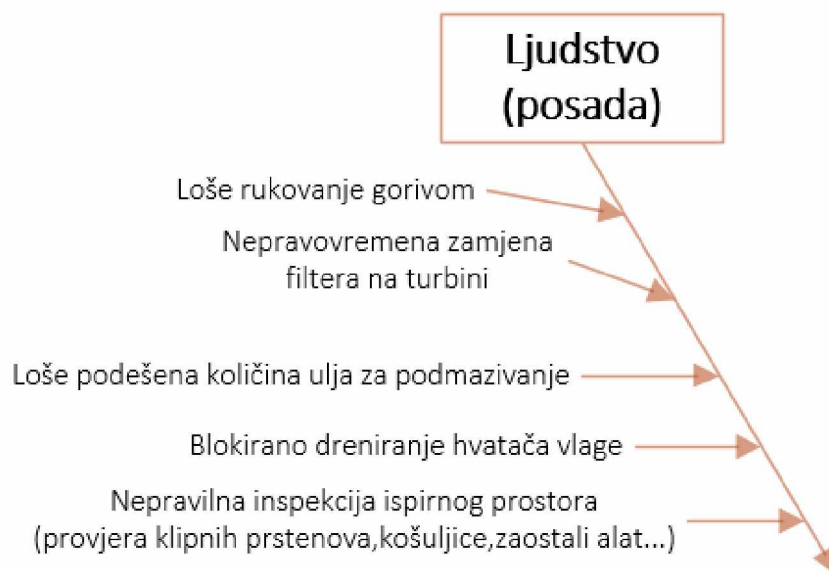 Ljudstvo
(posada)
Loše rukovanje gorivom
Nepravovremena zamjena
filtera na turbini
Loše podešena količina ulja za podmazivanje
Blokirano dreniranje hvatača vlage
Nepravilna inspekcija ispirnog prostora
(provjera klipnih prstenova,košuljice,zaostali alat...)